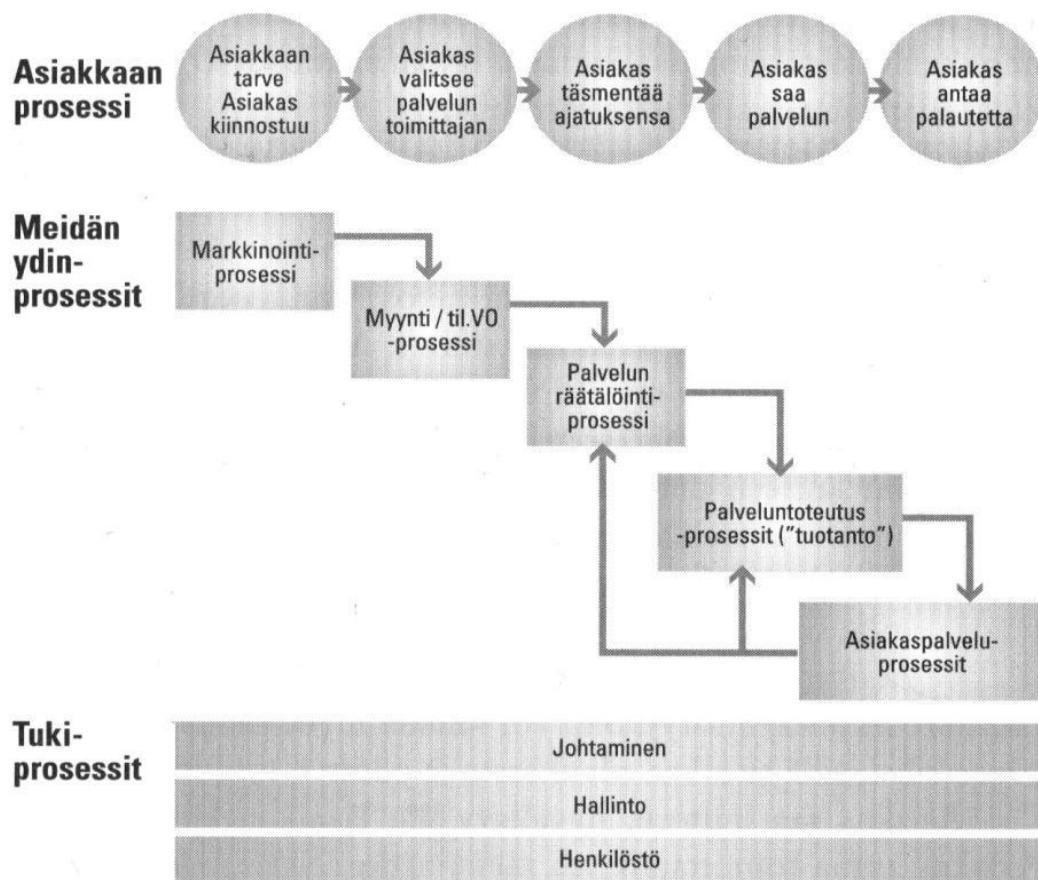 Asiakkaan
prosessi
Asiakkaan
tarve
Asiakas
kiinnostuu
Asiakas
valitsee
palvelun
toimittajan
Asiakas
täsmentää
ajatuksensa
Asiakas
saa
palvelun
Asiakas
antaa
palautetta
Meidän
ydin-
prosessit
Markkinointi-
prosessi
Myynti / til.VO
-prosessi
Palvelun
räätälöinti-
prosessi
Palveluntoteutus
-prosessit (”tuotanto”)
Asiakaspalvelu-
prosessit
Tuki-
prosessit
Johtaminen
Hallinto
Henkilöstö